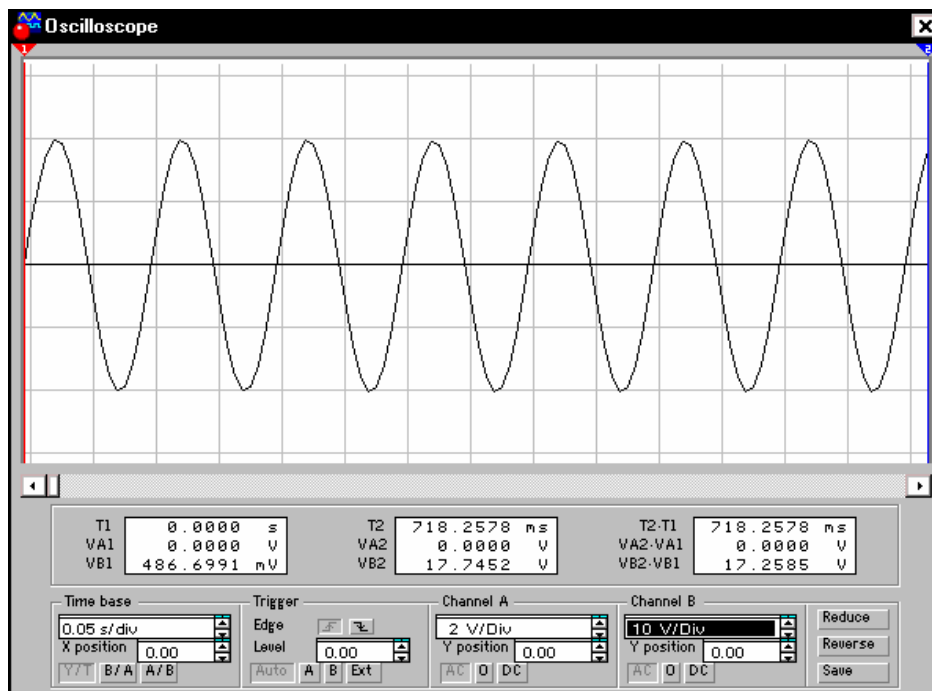 Oscilloscope
1 2
T1 0.0000 s T2 718.2578 ms T2-T1 718.2578 ms
VA1 0.0000 V VA2 0.0000 V VA2-VA1 0.0000 V
VB1 486.6991 mV VB2 17.7452 V VB2-VB1 17.2585 V
Time base Trigger Channel A Channel B
0.05 s/div Edge 2 V/Div 10 V/Div Reduce
X position 0.00 Level 0.00 Y position 0.00 Y position 0.00 Reverse
Y/T B/A A/B Auto A B Ext AC 0 DC AC 0 DC Save